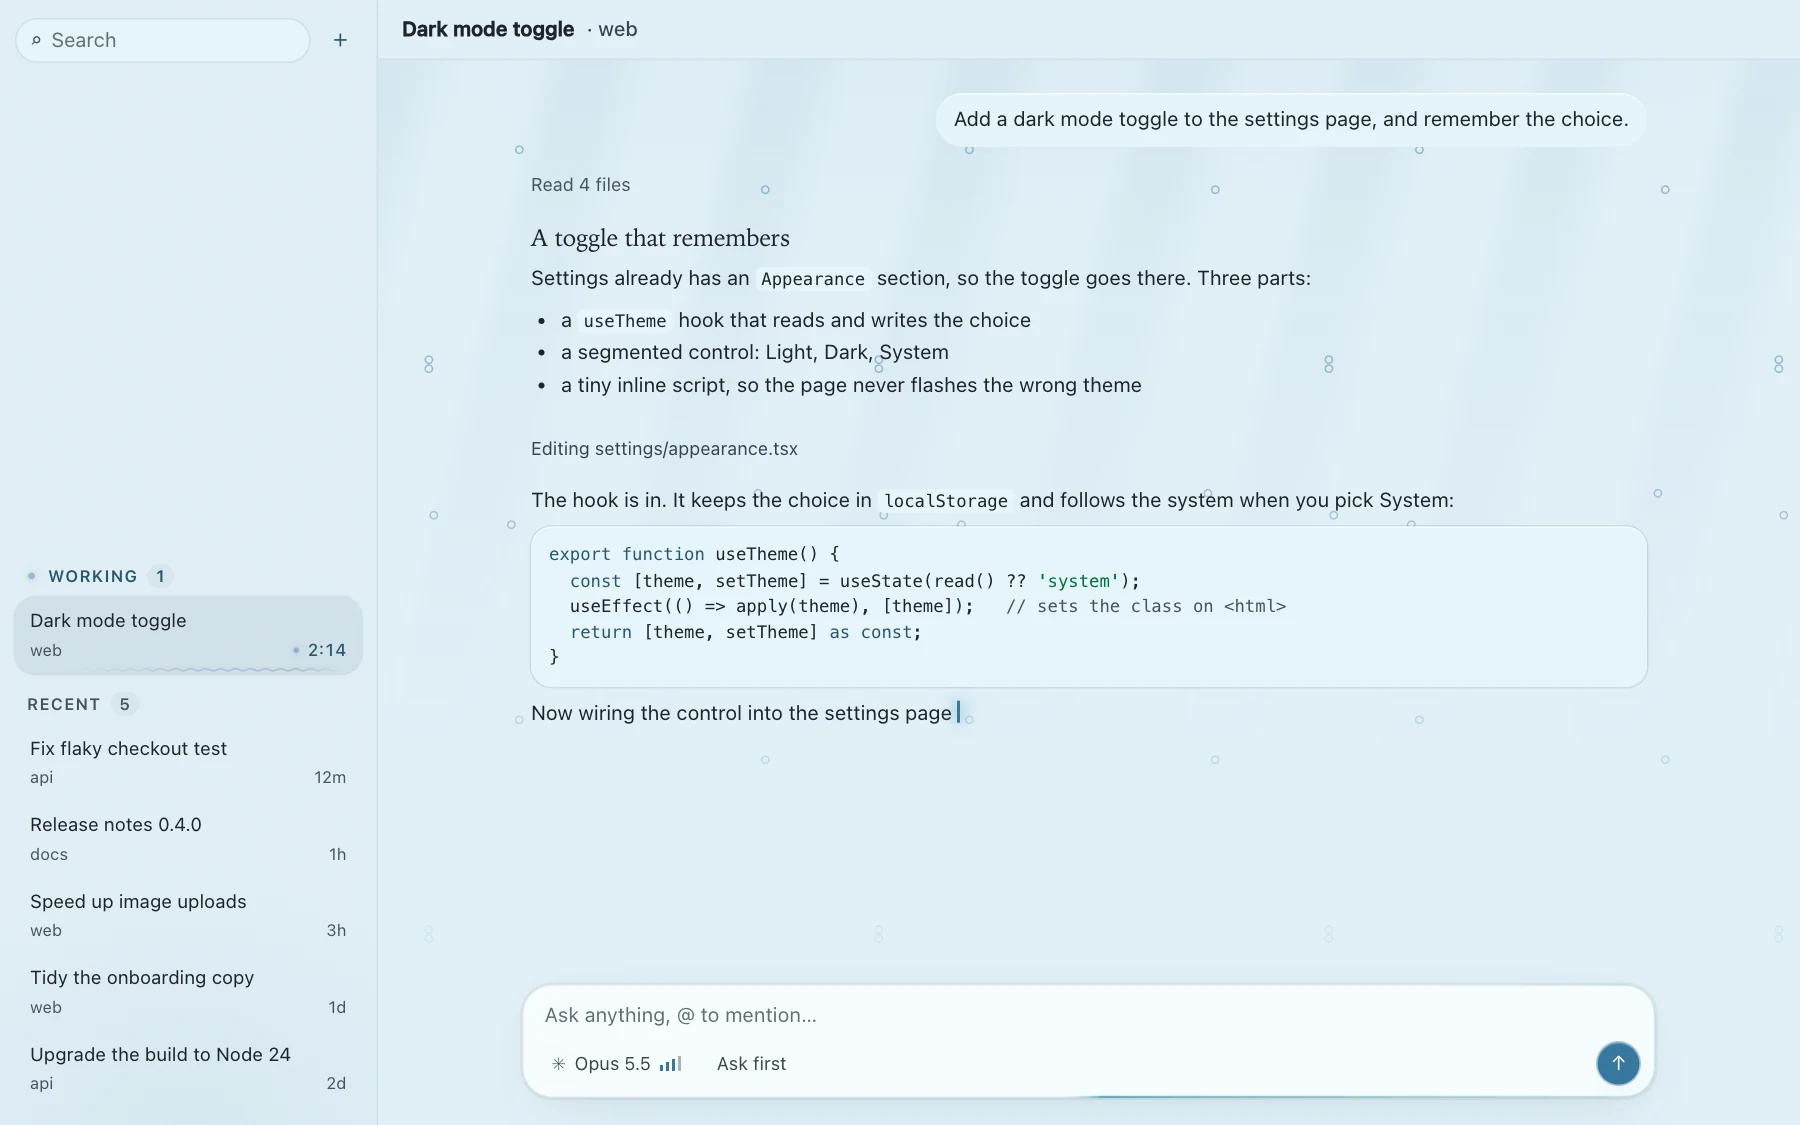 Search
+
Dark mode toggle · web
Add a dark mode toggle to the settings page, and remember the choice.
Read 4 files
A toggle that remembers
Settings already has an Appearance section, so the toggle goes there. Three parts:
• a useTheme hook that reads and writes the choice
• a segmented control: Light, Dark, System
• a tiny inline script, so the page never flashes the wrong theme
Editing settings/appearance.tsx
The hook is in. It keeps the choice in localStorage and follows the system when you pick System:
export function useTheme() {
  const [theme, setTheme] = useState(read() ?? 'system');
  useEffect(() => apply(theme), [theme]);   // sets the class on <html>
  return [theme, setTheme] as const;
}
Now wiring the control into the settings page
WORKING 1
Dark mode toggle
web 2:14
RECENT 5
Fix flaky checkout test
api 12m
Release notes 0.4.0
docs 1h
Speed up image uploads
web 3h
Tidy the onboarding copy
web 1d
Upgrade the build to Node 24
api 2d
Ask anything, @ to mention...
Opus 5.5 Ask first